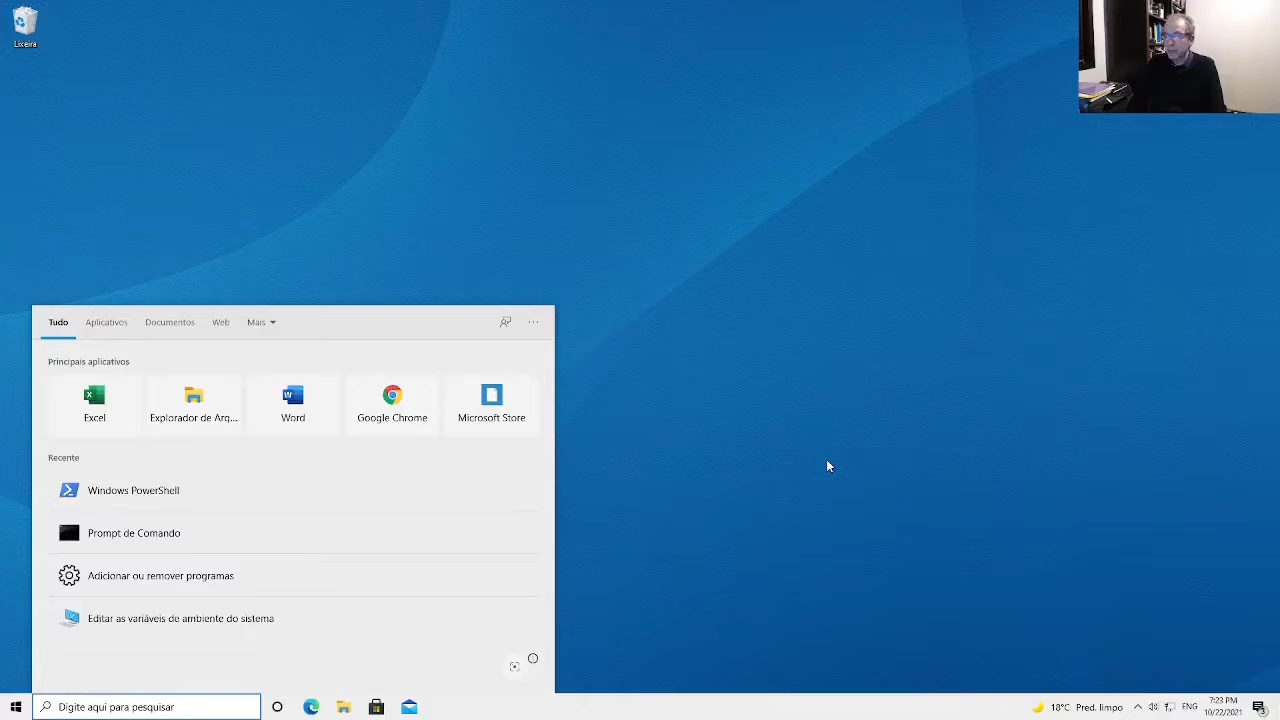 Lixeira
Tudo Aplicativos Documentos Web Mais
Principais aplicativos
Excel Explorador de Arq... Word Google Chrome Microsoft Store
Recente
Windows PowerShell
Prompt de Comando
Adicionar ou remover programas
Editar as variáveis de ambiente do sistema
Digite aqui para pesquisar
18°C Pred. limpo ENG
7:23 PM
10/22/2021
3